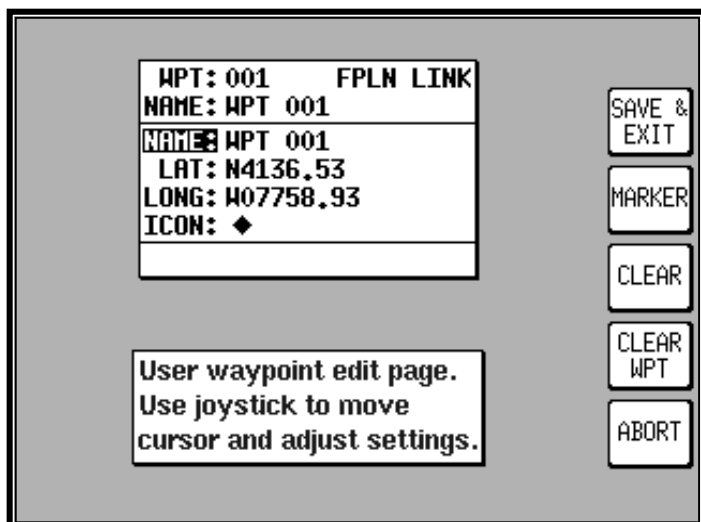 WPT: 001 FPLN LINK
NAME: WPT 001
NAME: WPT 001
LAT: N4136.53
LONG: W07758.93
ICON: ◆
User waypoint edit page.
Use joystick to move
cursor and adjust settings.
SAVE &
EXIT
MARKER
CLEAR
CLEAR
WPT
ABORT